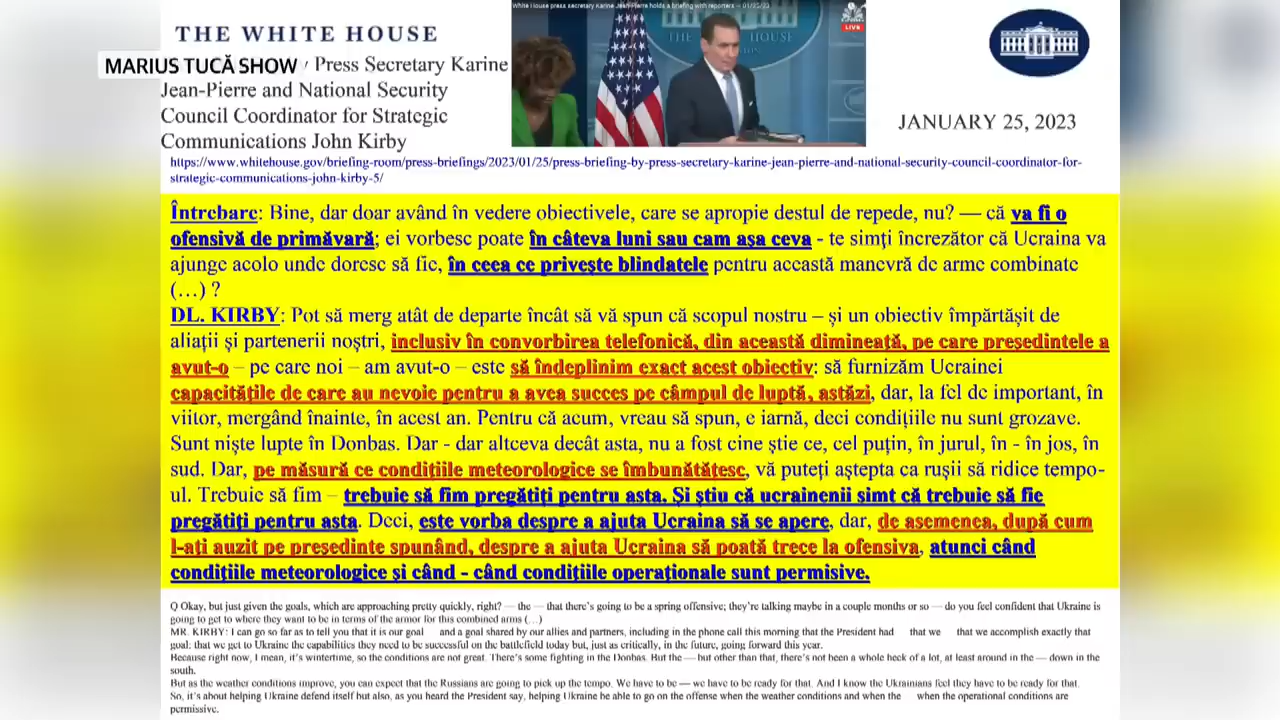 White House press secretary Karine Jean-Pierre holds a briefing with reporters — 01/25/23
LIVE
THE WHITE HOUSE
MARIUS TUCĂ SHOW
Press Secretary Karine
Jean-Pierre and National Security
Council Coordinator for Strategic
Communications John Kirby
JANUARY 25, 2023
https://www.whitehouse.gov/briefing-room/press-briefings/2023/01/25/press-briefing-by-press-secretary-karine-jean-pierre-and-national-security-council-coordinator-for-
strategic-communications-john-kirby-5/
Întrebare: Bine, dar doar având în vedere obiectivele, care se apropie destul de repede, nu? — că va fi o
ofensivă de primăvară; ei vorbesc poate în câteva luni sau cam așa ceva - te simți încrezător că Ucraina va
ajunge acolo unde doresc să fie, în ceea ce privește blindatele pentru această manevră de arme combinate
(…) ?
DL. KIRBY: Pot să merg atât de departe încât să vă spun că scopul nostru – și un obiectiv împărtășit de
aliații și partenerii noștri, inclusiv în convorbirea telefonică, din această dimineață, pe care președintele a
avut-o – pe care noi – am avut-o – este să îndeplinim exact acest obiectiv: să furnizăm Ucrainei
capacitățile de care au nevoie pentru a avea succes pe câmpul de luptă, astăzi, dar, la fel de important, în
viitor, mergând înainte, în acest an. Pentru că acum, vreau să spun, e iarnă, deci condițiile nu sunt grozave.
Sunt niște lupte în Donbas. Dar - dar altceva decât asta, nu a fost cine știe ce, cel puțin, în jurul, în - în jos, în
sud. Dar, pe măsură ce condițiile meteorologice se îmbunătățesc, vă puteți aștepta ca rușii să ridice tempo-
ul. Trebuie să fim – trebuie să fim pregătiți pentru asta. Și știu că ucrainenii simt că trebuie să fie
pregătiți pentru asta. Deci, este vorba despre a ajuta Ucraina să se apere, dar, de asemenea, după cum
l-ați auzit pe președinte spunând, despre a ajuta Ucraina să poată trece la ofensiva, atunci când
condițiile meteorologice și când - când condițiile operaționale sunt permisive.
Q Okay, but just given the goals, which are approaching pretty quickly, right? — the — that there's going to be a spring offensive; they're talking maybe in a couple months or so — do you feel confident that Ukraine is
going to get to where they want to be in terms of the armor for this combined arms (…)
MR. KIRBY: I can go so far as to tell you that it is our goal and a goal shared by our allies and partners, including in the phone call this morning that the President had that we that we accomplish exactly that
goal: that we get to Ukraine the capabilities they need to be successful on the battlefield today but, just as critically, in the future, going forward this year.
Because right now, I mean, it's wintertime, so the conditions are not great. There's some fighting in the Donbas. But the — but other than that, there's not been a whole heck of a lot, at least around in the — down in the
south.
But as the weather conditions improve, you can expect that the Russians are going to pick up the tempo. We have to be — we have to be ready for that. And I know the Ukrainians feel they have to be ready for that.
So, it's about helping Ukraine defend itself but also, as you heard the President say, helping Ukraine be able to go on the offense when the weather conditions and when the when the operational conditions are
permissive.